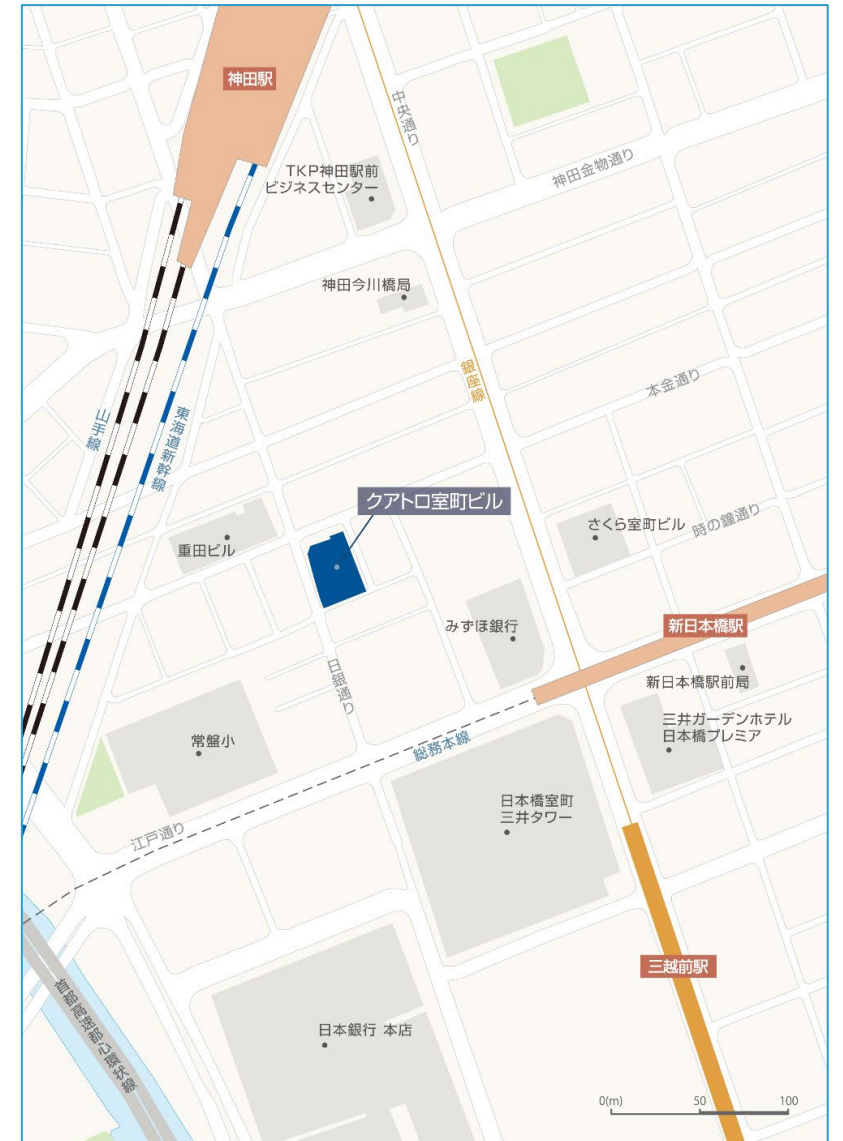 神田駅
中央通り
TKP神田駅前
ビジネスセンター
神田金物通り
神田今川橋局
銀座線
本金通り
山手線
東海道新幹線
クアトロ室町ビル
さくら室町ビル
時の鐘通り
重田ビル
みずほ銀行
新日本橋駅
日銀通り
新日本橋駅前局
三井ガーデンホテル
日本橋プレミア
常盤小
総務本線
日本橋室町
三井タワー
江戸通り
三越前駅
首都高速都心環状線
日本銀行 本店
0(m) 50 100